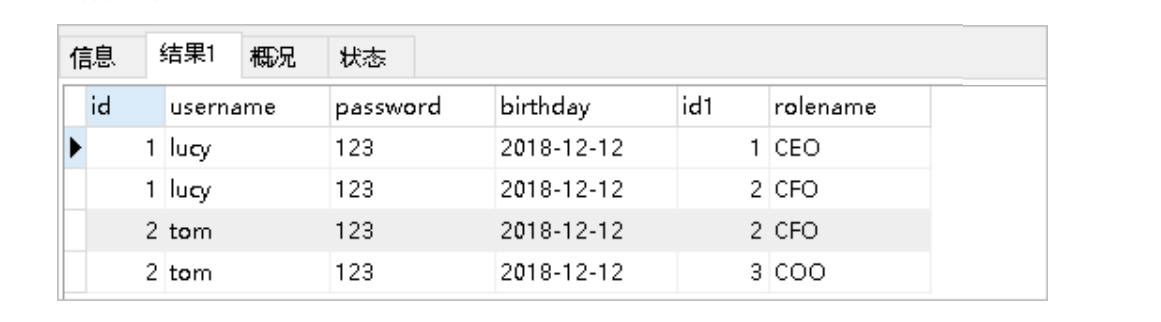 信息 结果1 概况 状态
id username password birthday id1 rolename
1 lucy 123 2018-12-12 1 CEO
1 lucy 123 2018-12-12 2 CFO
2 tom 123 2018-12-12 2 CFO
2 tom 123 2018-12-12 3 COO